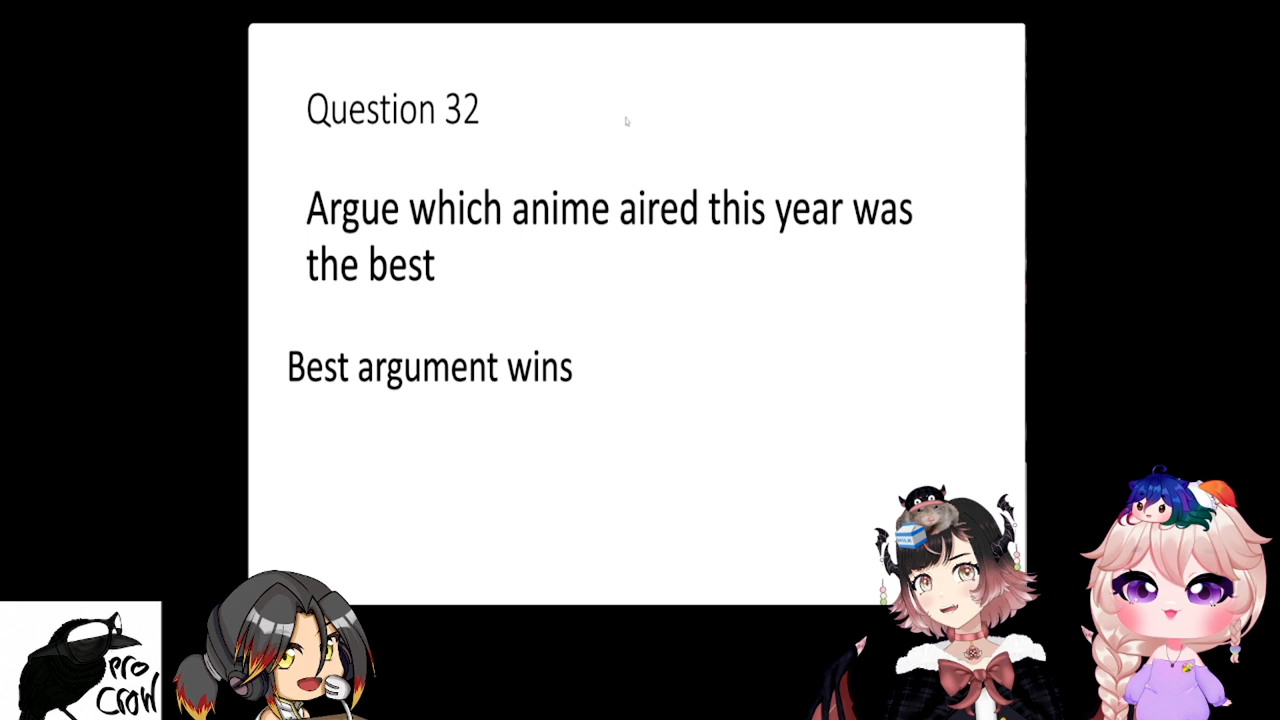 Question 32
Argue which anime aired this year was
the best
Best argument wins
pro
crow